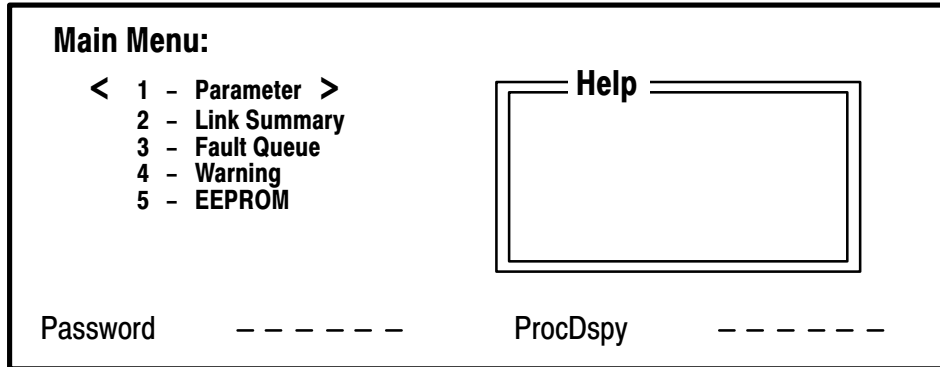 Main Menu:
< 1 – Parameter >
2 – Link Summary
3 – Fault Queue
4 – Warning
5 – EEPROM
Help
Password – – – – – – ProcDspy – – – – – –